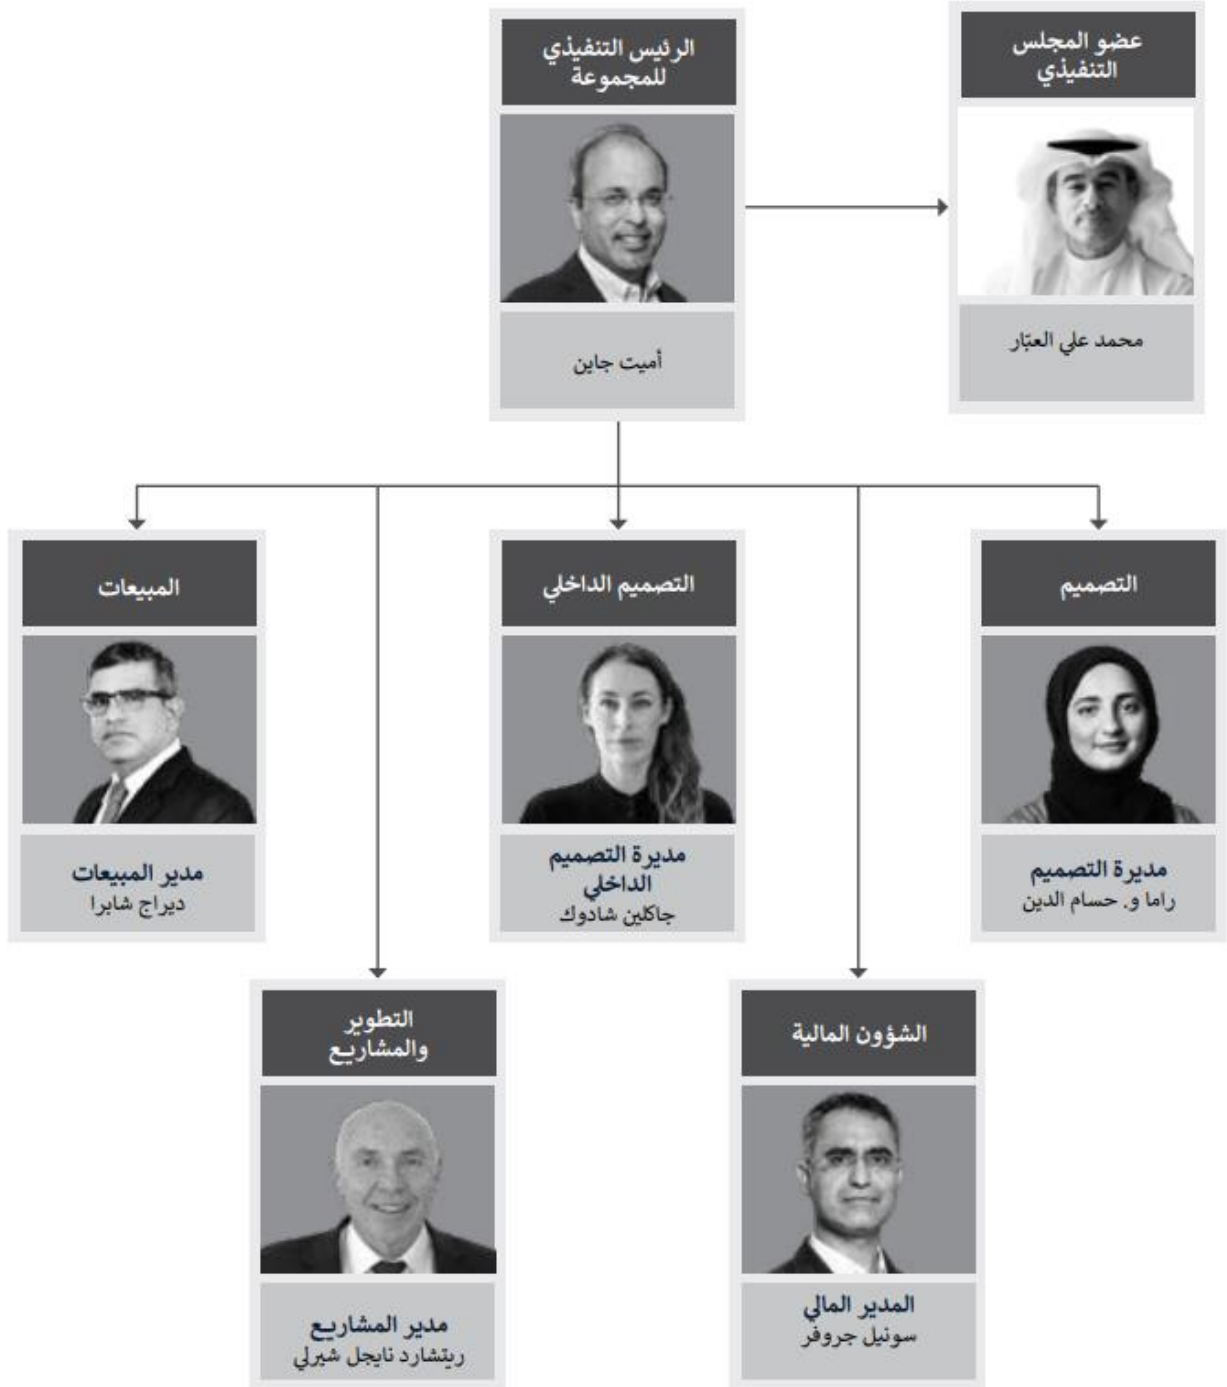 عضو المجلس
التنفيذي
محمد علي العبّار
الرئيس التنفيذي
للمجموعة
أميت جاين
التصميم
مديرة التصميم
راما و. حسام الدين
التصميم الداخلي
مديرة التصميم
الداخلي
جاكلين شادوك
المبيعات
مدير المبيعات
ديراج شابرا
الشؤون المالية
المدير المالي
سونيل جروفر
التطوير
والمشاريع
مدير المشاريع
ريتشارد نايجل شيرلي